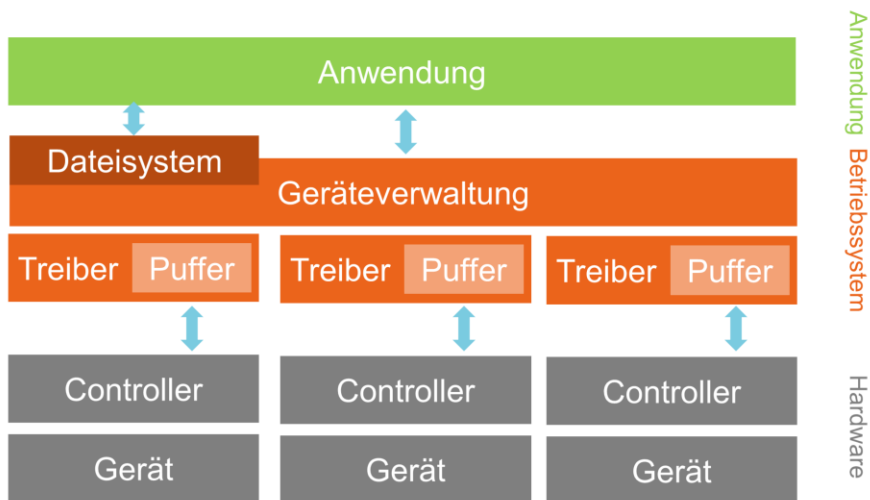 Anwendung
Dateisystem
Geräteverwaltung
Treiber Puffer
Treiber Puffer
Treiber Puffer
Controller
Controller
Controller
Gerät
Gerät
Gerät
Anwendung
Betriebssystem
Hardware